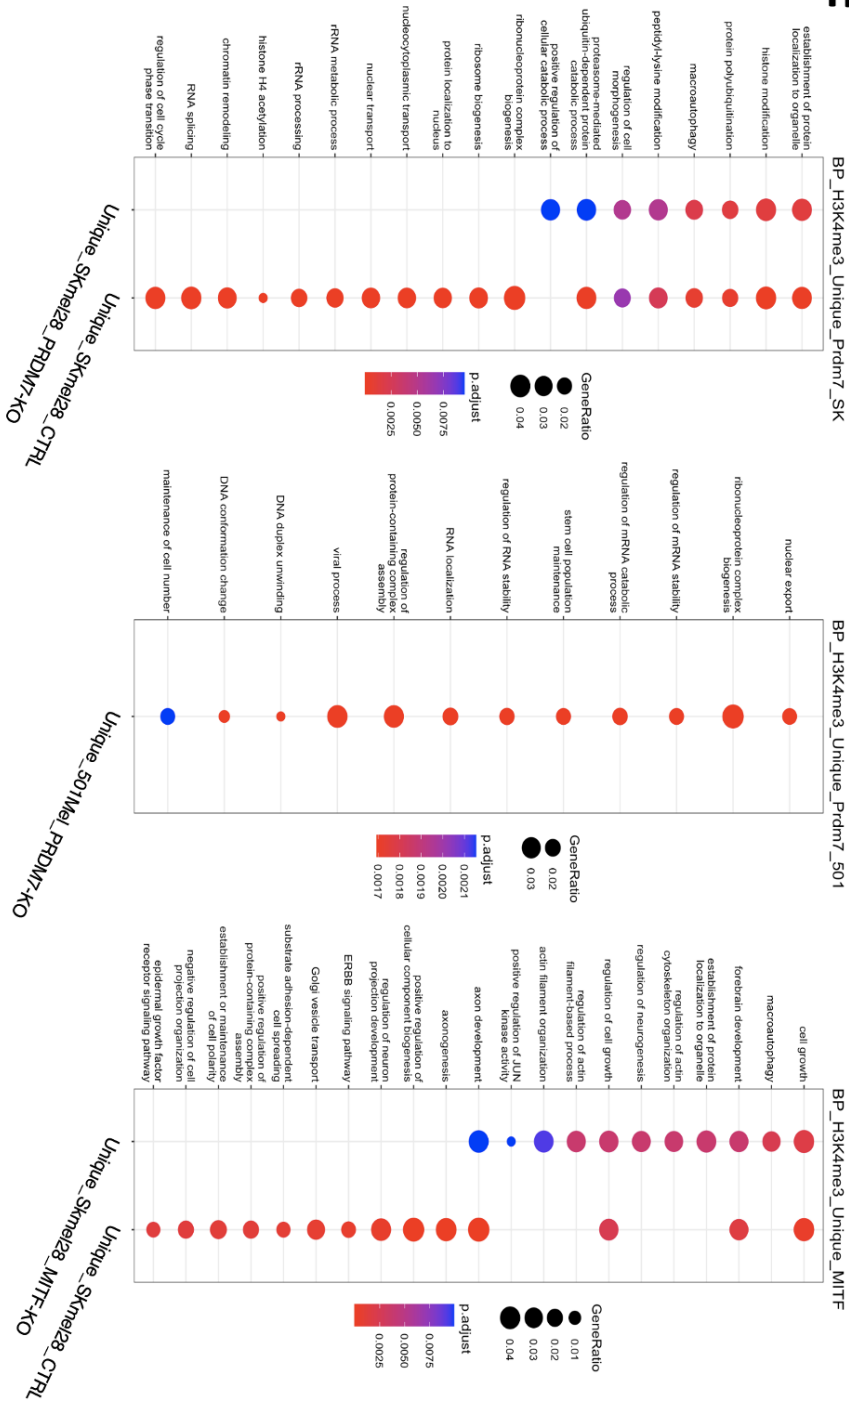 BP_H3K4me3_Unique_Prdm7_SK
establishment of protein
localization to organelle
histone modification
protein polyubiquitination
macroautophagy
peptidyl-lysine modification
regulation of cell
morphogenesis
proteasome-mediated
ubiquitin-dependent protein
catabolic process
positive regulation of
cellular catabolic process
ribonucleoprotein complex
biogenesis
ribosome biogenesis
protein localization to
nucleus
nucleocytoplasmic transport
nuclear transport
rRNA metabolic process
rRNA processing
histone H4 acetylation
chromatin remodeling
RNA splicing
regulation of cell cycle
phase transition
Unique_SKmel28_PRDM7-KO
Unique_SKmel28_CTRL
GeneRatio
0.02
0.03
0.04
p.adjust
0.0075
0.0050
0.0025
BP_H3K4me3_Unique_Prdm7_501
nuclear export
ribonucleoprotein complex
biogenesis
regulation of mRNA stability
regulation of mRNA catabolic
process
stem cell population
maintenance
regulation of RNA stability
RNA localization
regulation of
protein-containing complex
assembly
viral process
DNA duplex unwinding
DNA conformation change
maintenance of cell number
Unique_501Mel_PRDM7-KO
GeneRatio
0.02
0.03
p.adjust
0.0021
0.0020
0.0019
0.0018
0.0017
BP_H3K4me3_Unique_MITF
cell growth
macroautophagy
forebrain development
establishment of protein
localization to organelle
regulation of actin
cytoskeleton organization
regulation of neurogenesis
regulation of cell growth
regulation of actin
filament-based process
actin filament organization
positive regulation of JUN
kinase activity
axon development
axonogenesis
positive regulation of
cellular component biogenesis
regulation of neuron
projection development
ERBB signaling pathway
Golgi vesicle transport
substrate adhesion-dependent
cell spreading
positive regulation of
protein-containing complex
assembly
establishment or maintenance
of cell polarity
negative regulation of cell
projection organization
epidermal growth factor
receptor signaling pathway
Unique_Skmel28_MITF-KO
Unique_SKmel28_CTRL
GeneRatio
0.01
0.02
0.03
0.04
p.adjust
0.0075
0.0050
0.0025